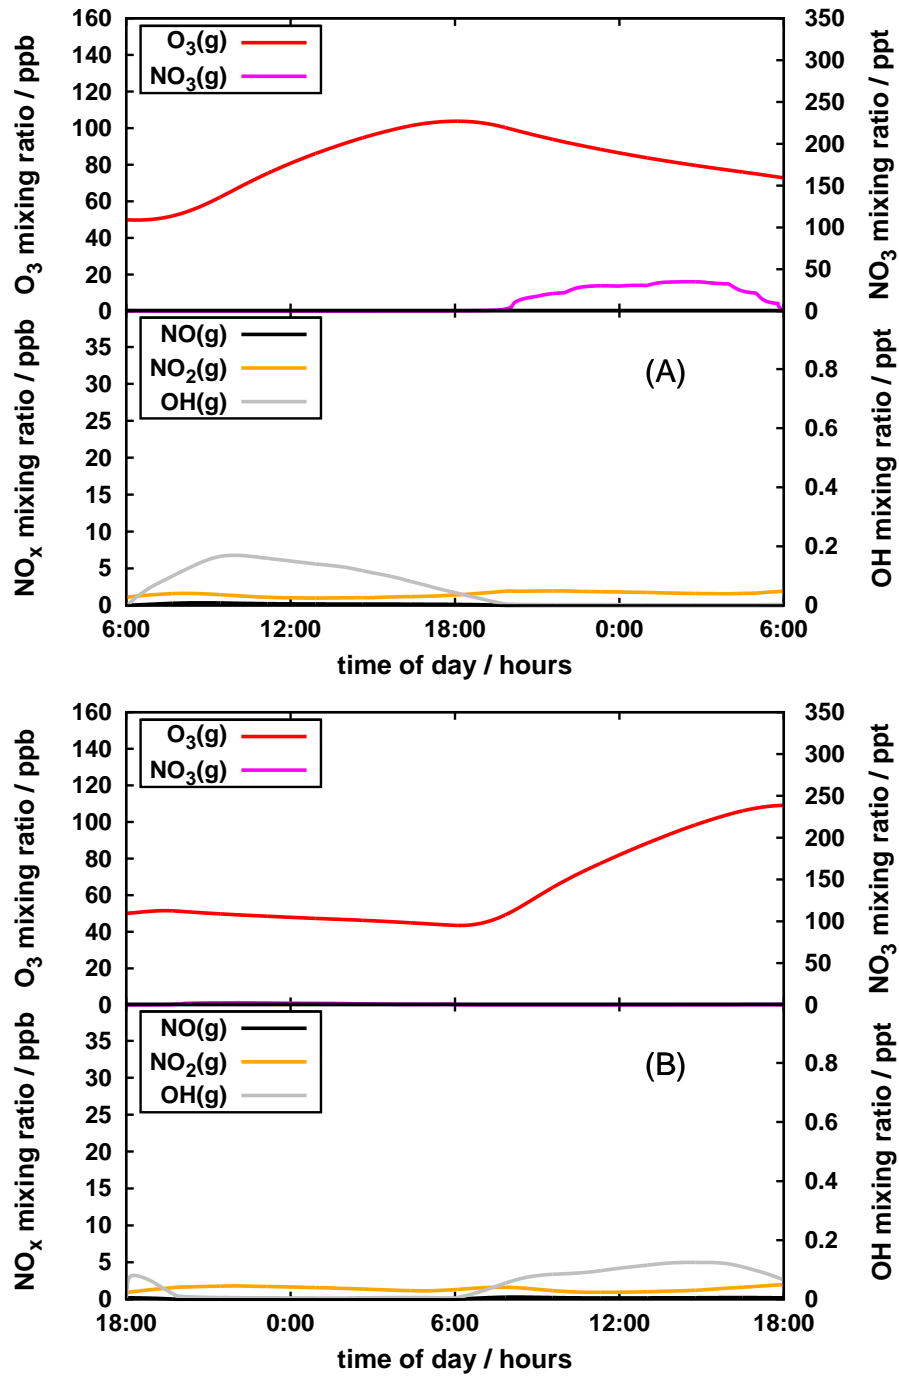 160
140
120
100
80
60
40
20
0
O3 mixing ratio / ppb
O3(g)
NO3(g)
350
300
250
200
150
100
50
0
NO3 mixing ratio / ppt
35
30
25
20
15
10
5
0
NOx mixing ratio / ppb
NO(g)
NO2(g)
OH(g)
(A)
0.8
0.6
0.4
0.2
0
OH mixing ratio / ppt
6:00 12:00 18:00 0:00 6:00
time of day / hours
160
140
120
100
80
60
40
20
0
O3 mixing ratio / ppb
O3(g)
NO3(g)
350
300
250
200
150
100
50
0
NO3 mixing ratio / ppt
35
30
25
20
15
10
5
0
NOx mixing ratio / ppb
NO(g)
NO2(g)
OH(g)
(B)
0.8
0.6
0.4
0.2
0
OH mixing ratio / ppt
18:00 0:00 6:00 12:00 18:00
time of day / hours